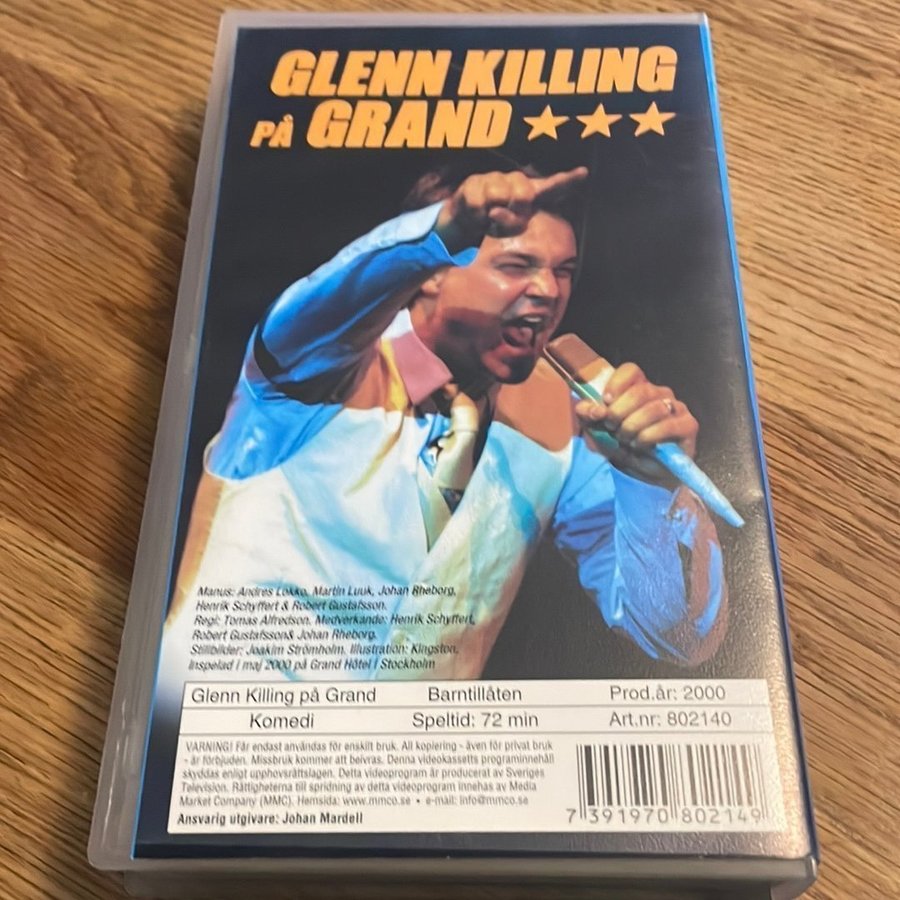 GLENN KILLING
PÅ GRAND ★★★
Manus: Andres Lokko, Martin Luuk, Johan Rheborg,
Henrik Schyffert & Robert Gustafsson.
Regi: Tomas Alfredson. Medverkande: Henrik Schyffert,
Robert Gustafsson& Johan Rheborg.
Stillbilder: Joakim Strömholm. Illustration: Kingston.
Inspelad i maj 2000 på Grand Hôtel i Stockholm
Glenn Killing på Grand Barntillåten Prod.år: 2000
Komedi Speltid: 72 min Art.nr: 802140
VARNING! Får endast användas för enskilt bruk. All kopiering - även för privat bruk
- är förbjuden. Missbruk kommer att beivras. Denna videokassetts programinnehåll
skyddas enligt upphovsrättslagen. Detta videoprogram är producerat av Sveriges
Television. Rättigheterna till spridning av detta videoprogram innehas av Media
Market Company (MMC). Hemsida: www.mmco.se • e-mail: info@mmco.se
Ansvarig utgivare: Johan Mardell
7 391970 802149